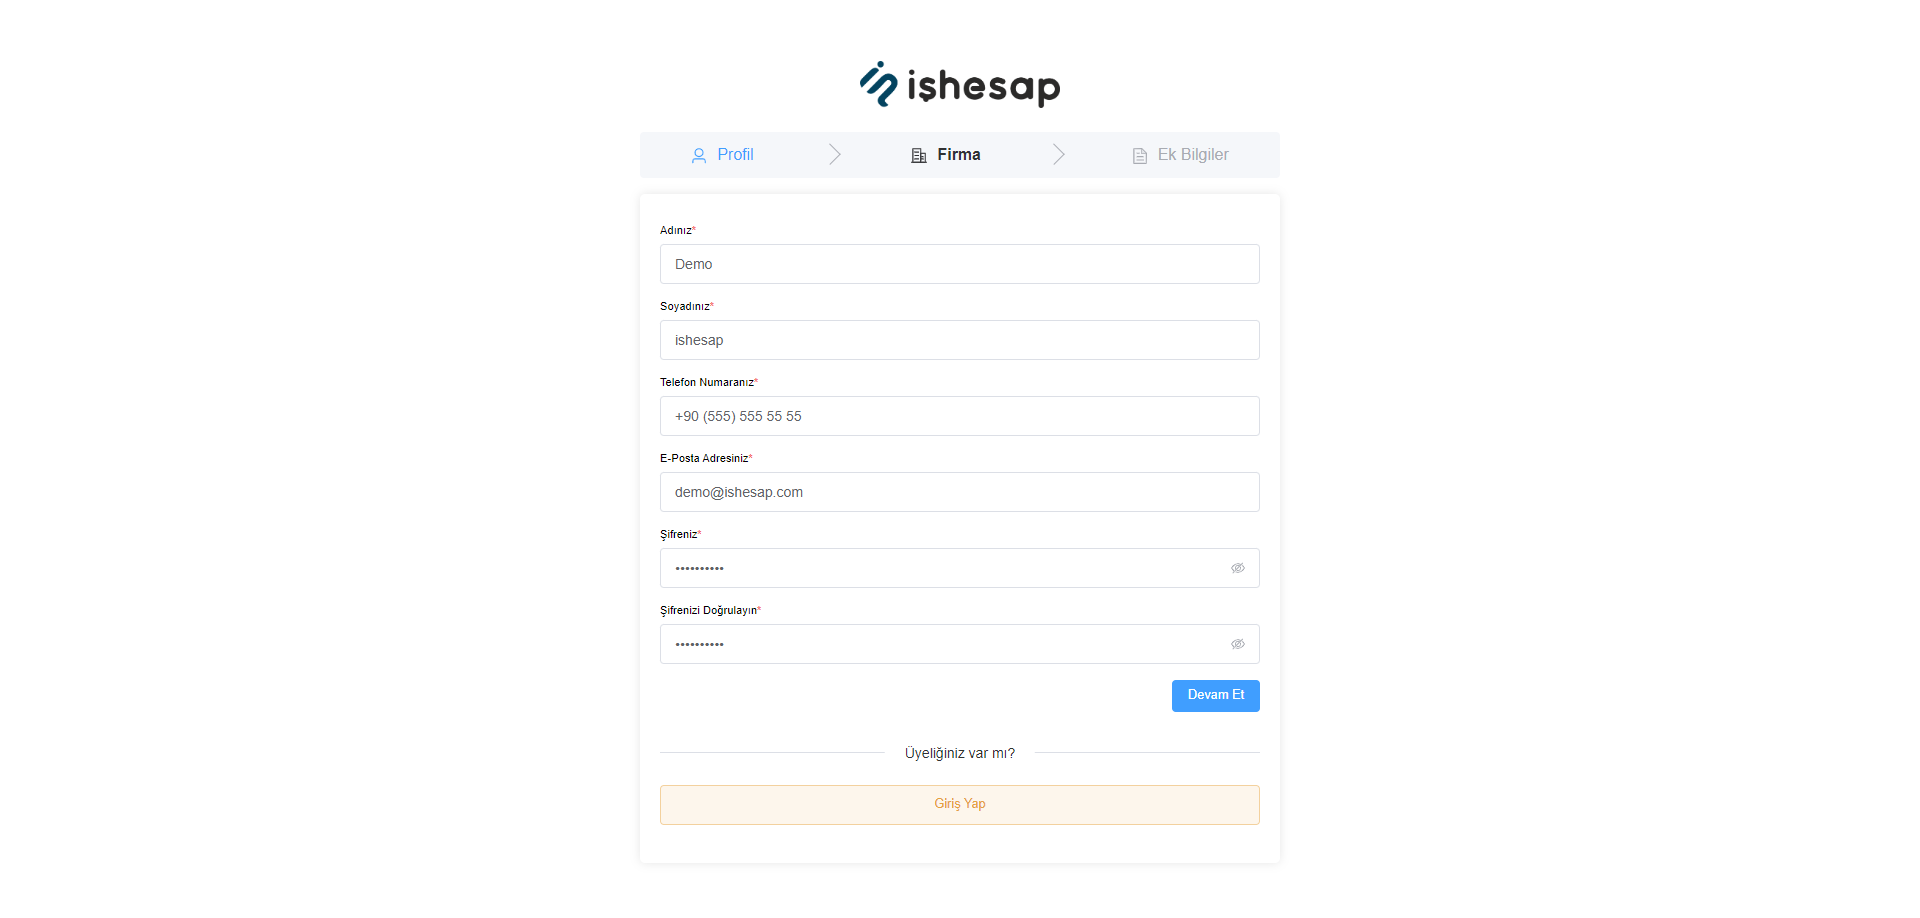 işhesap
Profil
Firma
Ek Bilgiler
Adınız*
Demo
Soyadınız*
ishesap
Telefon Numaranız*
+90 (555) 555 55 55
E-Posta Adresiniz*
demo@ishesap.com
Şifreniz*
••••••••••
Şifrenizi Doğrulayın*
••••••••••
Devam Et
Üyeliğiniz var mı?
Giriş Yap